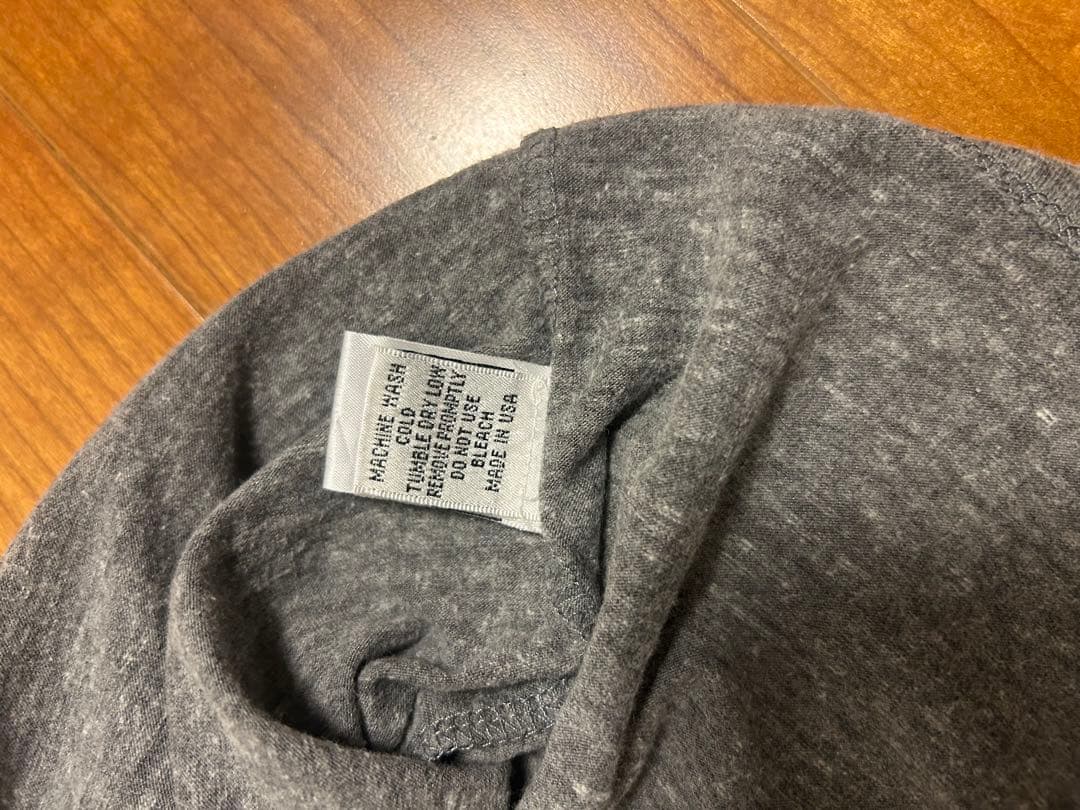 MACHINE WASH
COLD
TUMBLE DRY LOW
REMOVE PROMPTLY
DO NOT USE
BLEACH
MADE IN USA